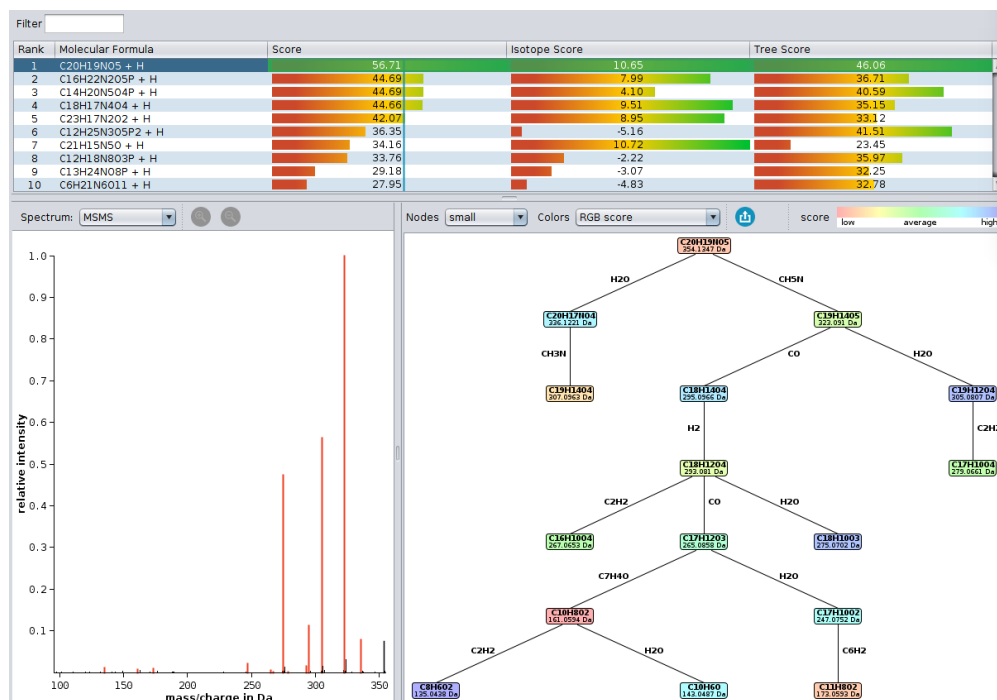 Filter
Rank Molecular Formula Score Isotope Score Tree Score
1 C20H19NO5 + H 56.71 10.65 46.06
2 C16H22N2O5P + H 44.69 7.99 36.71
3 C14H20N5O4P + H 44.69 4.10 40.59
4 C18H17N4O4 + H 44.66 9.51 35.15
5 C23H17N2O2 + H 42.07 8.95 33.12
6 C12H25N3O5P2 + H 36.35 -5.16 41.51
7 C21H15N5O + H 34.16 10.72 23.45
8 C12H18N8O3P + H 33.76 -2.22 35.97
9 C13H24NO8P + H 29.18 -3.07 32.25
10 C6H21N6O11 + H 27.95 -4.83 32.78
Spectrum: MSMS
Nodes small Colors RGB score score low average high
relative intensity
1.0
0.9
0.8
0.7
0.6
0.5
0.4
0.3
0.2
0.1
100 150 200 250 300 350
mass/charge in Da
C20H19NO5
354.1347 Da
H2O CH5N
C20H17NO4
336.1221 Da
C19H14O5
323.091 Da
CH3N CO H2O
C19H14O4
307.0963 Da
C18H14O4
295.0966 Da
C19H12O4
305.0807 Da
H2
C18H12O4
293.081 Da
C17H10O4
279.0661 Da
C2H2 CO H2O
C16H10O4
267.0653 Da
C17H12O3
265.0858 Da
C18H10O3
275.0702 Da
C7H4O H2O
C10H8O2
161.0594 Da
C17H10O2
247.0752 Da
C2H2 H2O C6H2
C8H6O2
135.0438 Da
C10H6O
143.0487 Da
C11H8O2
173.0593 Da